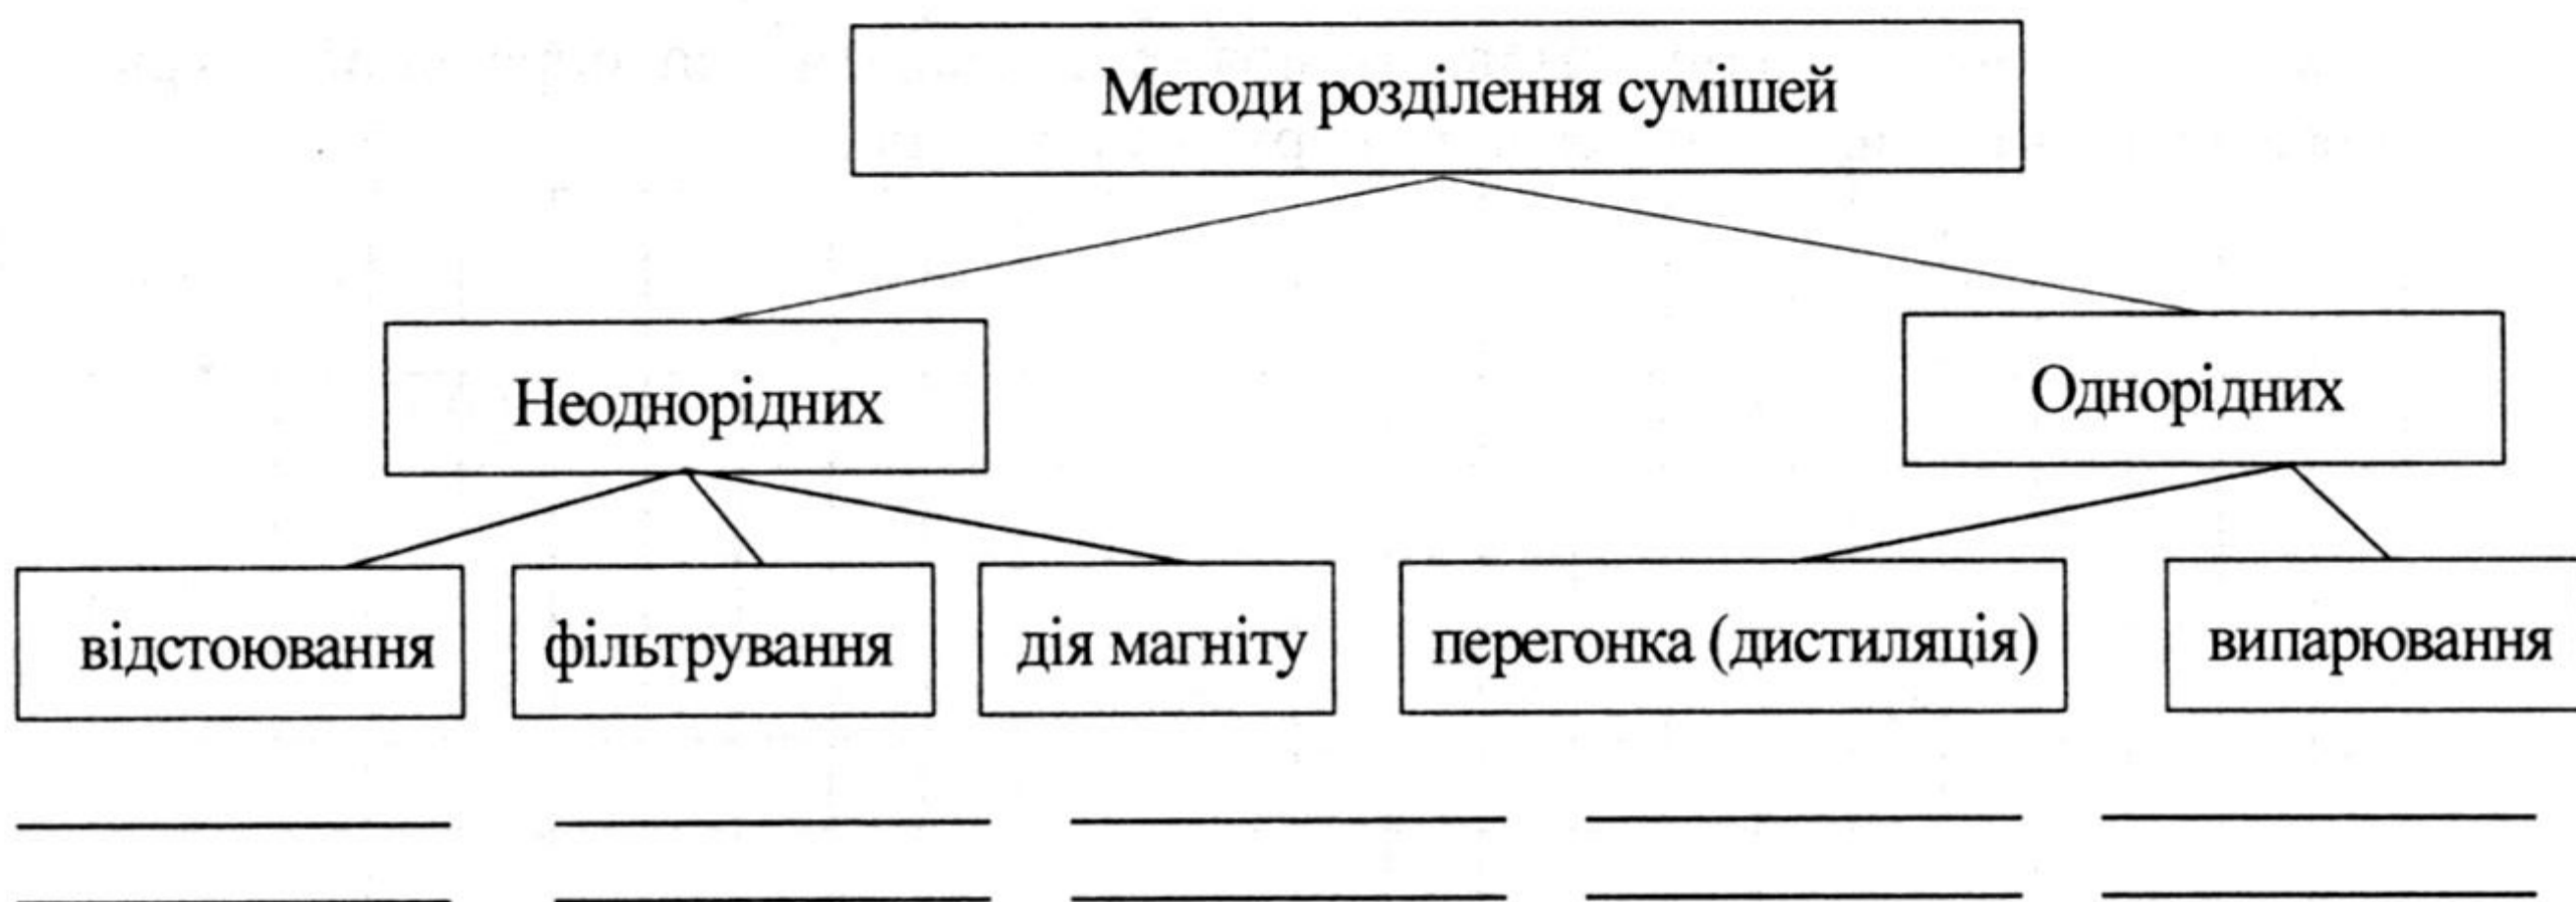 Методи розділення сумішей
Неоднорідних
Однорідних
відстоювання
фільтрування
дія магніту
перегонка (дистиляція)
випарювання